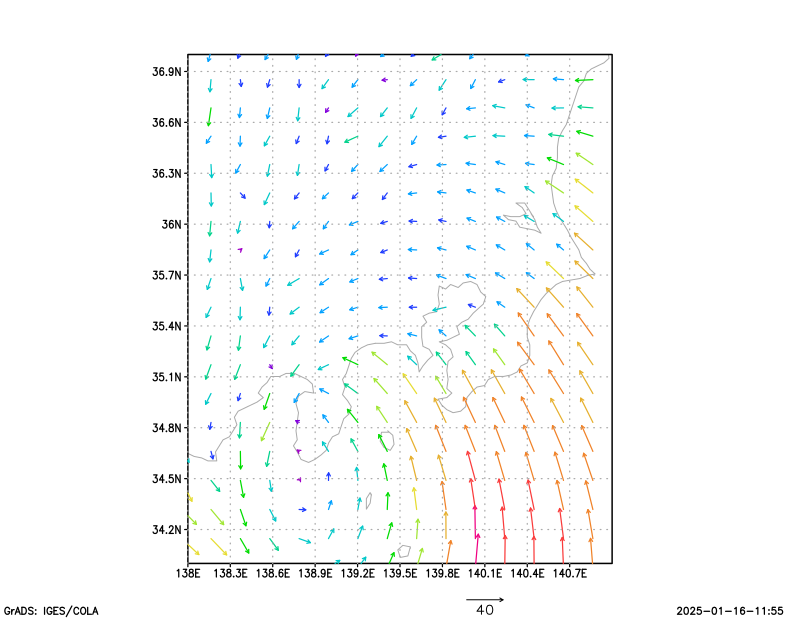 36.9N
36.6N
36.3N
36N
35.7N
35.4N
35.1N
34.8N
34.5N
34.2N
138E 138.3E 138.6E 138.9E 139.2E 139.5E 139.8E 140.1E 140.4E 140.7E
40
GrADS: IGES/COLA 2025-01-16-11:55